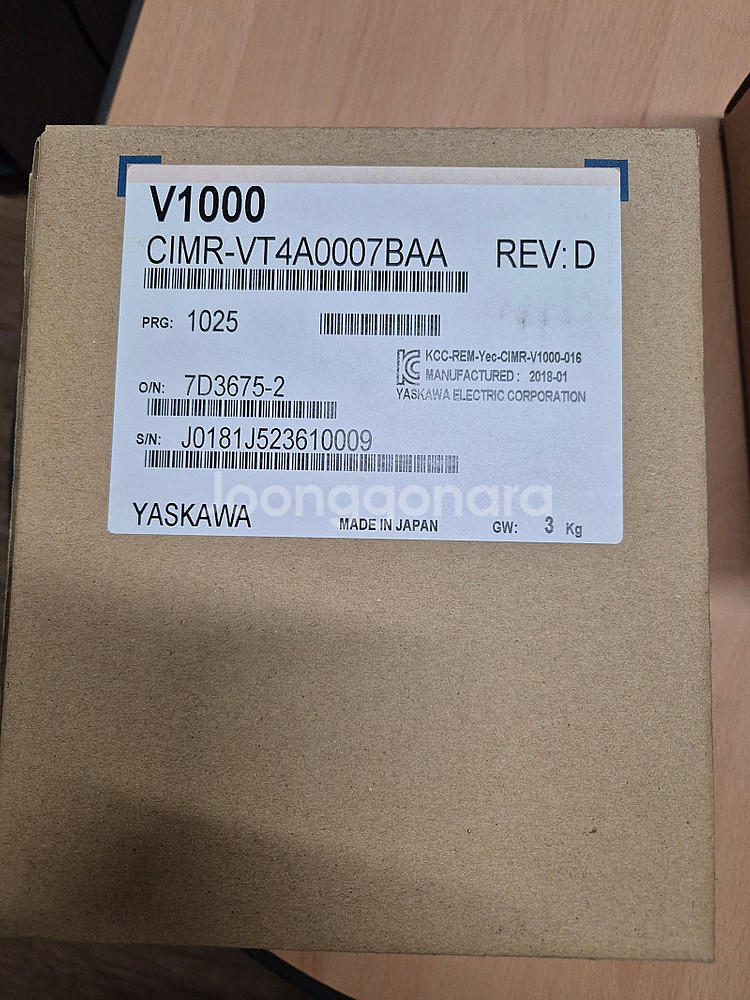 V1000
CIMR-VT4A0007BAA REV: D
PRG: 1025
KCC-REM-Yec-CIMR-V1000-016
MANUFACTURED : 2018-01
YASKAWA ELECTRIC CORPORATION
O/N: 7D3675-2
S/N: J0181J523610009
joonggonara
YASKAWA MADE IN JAPAN GW: 3 Kg